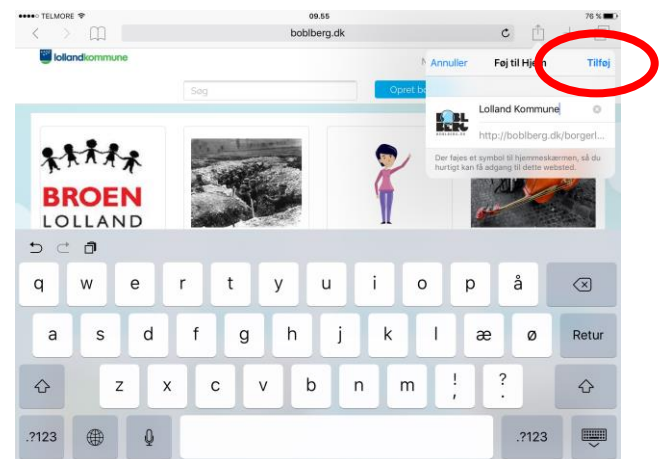 TELMORE
09.55
76 %
boblberg.dk
lollandkommune
Annuller
Føj til Hjem
Tilføj
Søg
Lolland Kommune
BOBL
BERG
http://boblberg.dk/borgerl...
Der føjes et symbol til hjemmeskærmen, så du
hurtigt kan få adgang til dette websted.
BROEN
LOLLAND
q w e r t y u i o p å
a s d f g h j k l æ ø Retur
z x c v b n m ! , ? .
.?123 .?123